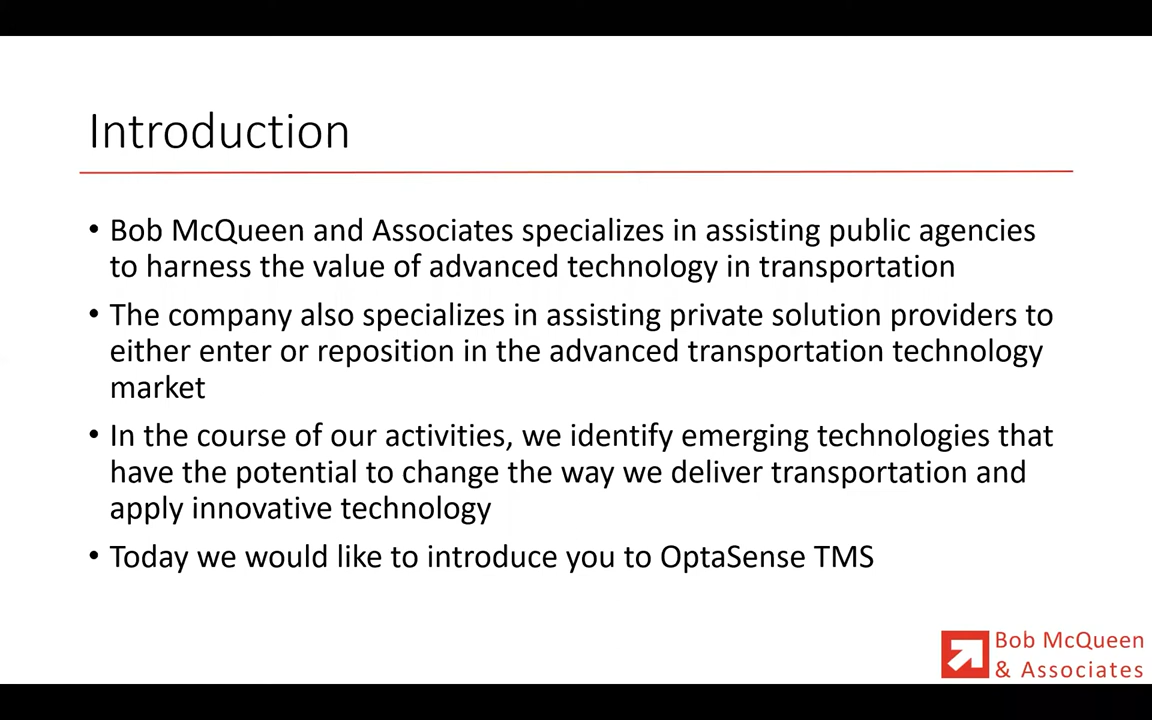 Introduction
• Bob McQueen and Associates specializes in assisting public agencies
to harness the value of advanced technology in transportation
• The company also specializes in assisting private solution providers to
either enter or reposition in the advanced transportation technology
market
• In the course of our activities, we identify emerging technologies that
have the potential to change the way we deliver transportation and
apply innovative technology
• Today we would like to introduce you to OptaSense TMS
Bob McQueen
& Associates